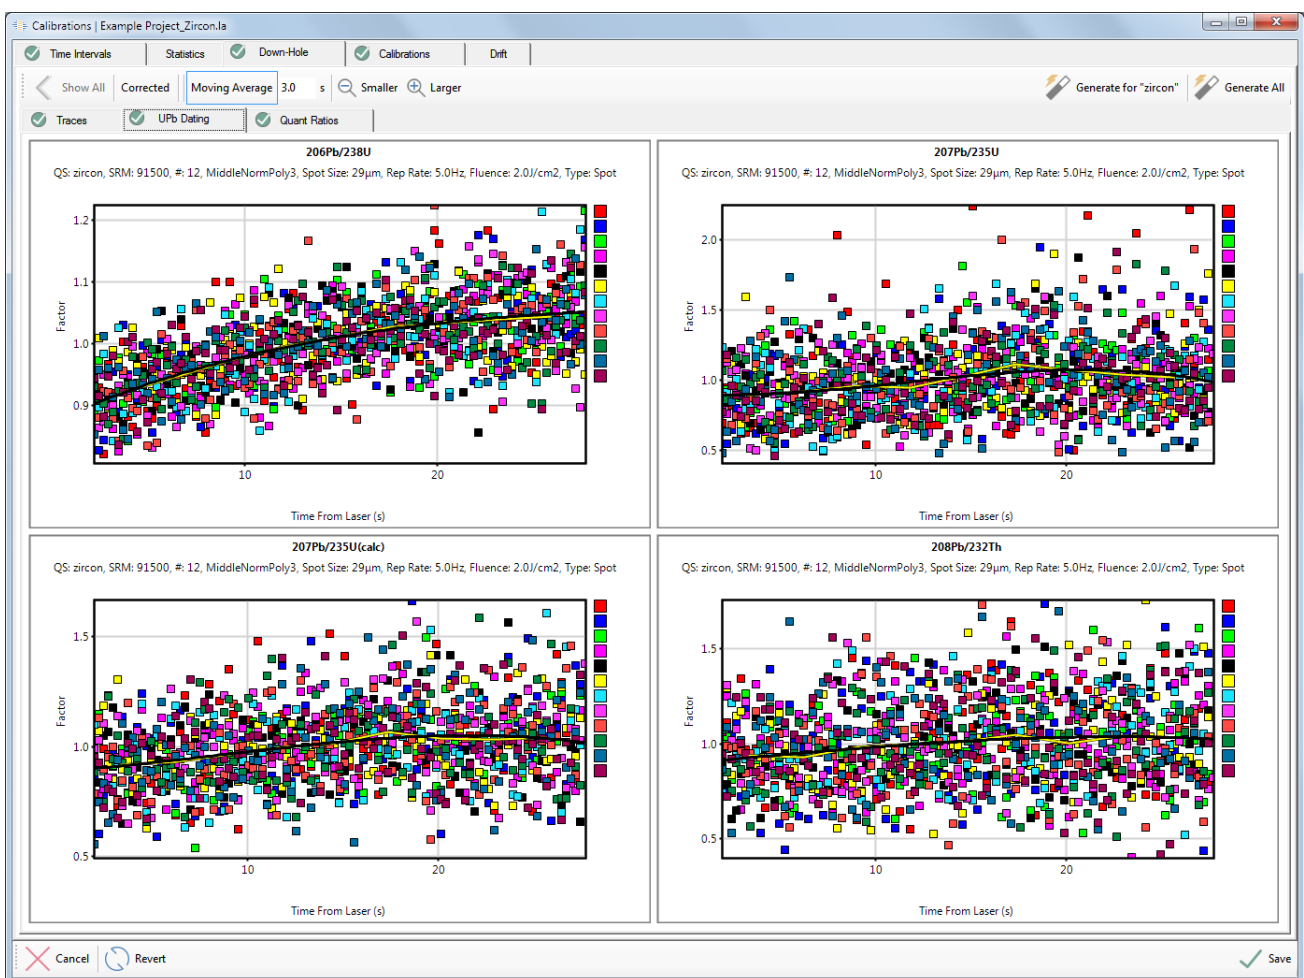 Calibrations | Example Project_Zircon.la
Time Intervals Statistics Down-Hole Calibrations Drift
Show All Corrected Moving Average 3.0 s Smaller Larger Generate for "zircon" Generate All
Traces UPb Dating Quant Ratios
206Pb/238U
QS: zircon, SRM: 91500, #: 12, MiddleNormPoly3, Spot Size: 29µm, Rep Rate: 5.0Hz, Fluence: 2.0J/cm2, Type: Spot
1.2
1.1
1.0
0.9
Factor
10 20
Time From Laser (s)
207Pb/235U
QS: zircon, SRM: 91500, #: 12, MiddleNormPoly3, Spot Size: 29µm, Rep Rate: 5.0Hz, Fluence: 2.0J/cm2, Type: Spot
2.0
1.5
1.0
0.5
Factor
10 20
Time From Laser (s)
207Pb/235U(calc)
QS: zircon, SRM: 91500, #: 12, MiddleNormPoly3, Spot Size: 29µm, Rep Rate: 5.0Hz, Fluence: 2.0J/cm2, Type: Spot
1.5
1.0
0.5
Factor
10 20
Time From Laser (s)
208Pb/232Th
QS: zircon, SRM: 91500, #: 12, MiddleNormPoly3, Spot Size: 29µm, Rep Rate: 5.0Hz, Fluence: 2.0J/cm2, Type: Spot
1.5
1.0
0.5
Factor
10 20
Time From Laser (s)
Cancel Revert Save